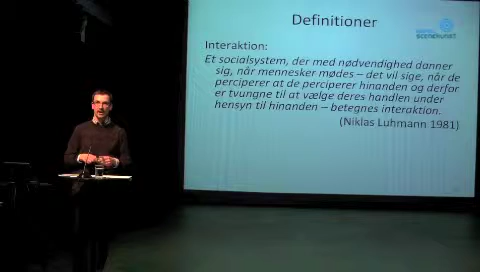 Definitioner
SCENEKUNST
Interaktion:
Et socialsystem, der med nødvendighed danner
sig, når mennesker mødes – det vil sige, når de
perciperer at de perciperer hinanden og derfor
er tvungne til at vælge deres handlen under
hensyn til hinanden – betegnes interaktion.
(Niklas Luhmann 1981)